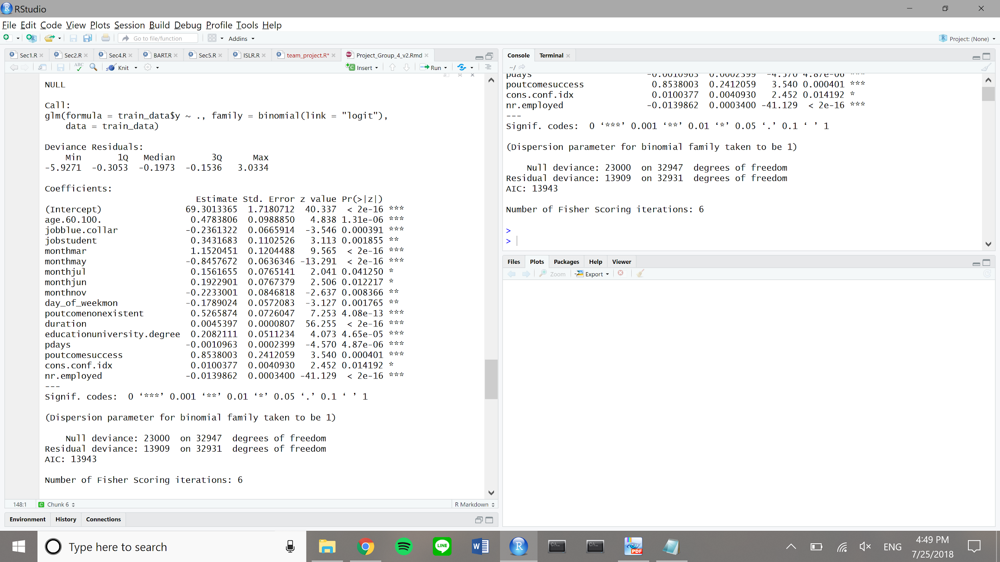 RStudio
File Edit Code View Plots Session Build Debug Profile Tools Help
Go to file/function Addins Project: (None)
Sec1.R Sec2.R Sec4.R BART.R Sec5.R ISLR.R team_project.R* Project_Group_4_v2.Rmd
ABC Knit Insert Run
NULL
Call:
glm(formula = train_data$y ~ ., family = binomial(link = "logit"),
data = train_data)
Deviance Residuals:
Min 1Q Median 3Q Max
-5.9271 -0.3053 -0.1973 -0.1536 3.0334
Coefficients:
Estimate Std. Error z value Pr(>|z|)
(Intercept) 69.3013365 1.7180712 40.337 < 2e-16 ***
age.60.100. 0.4783806 0.0988850 4.838 1.31e-06 ***
jobblue.collar -0.2361322 0.0665914 -3.546 0.000391 ***
jobstudent 0.3431683 0.1102526 3.113 0.001855 **
monthmar 1.1520451 0.1204488 9.565 < 2e-16 ***
monthmay -0.8457672 0.0636346 -13.291 < 2e-16 ***
monthjul 0.1561655 0.0765141 2.041 0.041250 *
monthjun 0.1922901 0.0767379 2.506 0.012217 *
monthnov -0.2233001 0.0846818 -2.637 0.008366 **
day_of_weekmon -0.1789024 0.0572083 -3.127 0.001765 **
poutcomenonexistent 0.5265874 0.0726047 7.253 4.08e-13 ***
duration 0.0045397 0.0000807 56.255 < 2e-16 ***
educationuniversity.degree 0.2082111 0.0511234 4.073 4.65e-05 ***
pdays -0.0010963 0.0002399 -4.570 4.87e-06 ***
poutcomesuccess 0.8538003 0.2412059 3.540 0.000401 ***
cons.conf.idx 0.0100377 0.0040930 2.452 0.014192 *
nr.employed -0.0139862 0.0003400 -41.129 < 2e-16 ***
---
Signif. codes: 0 ‘***’ 0.001 ‘**’ 0.01 ‘*’ 0.05 ‘.’ 0.1 ‘ ’ 1
(Dispersion parameter for binomial family taken to be 1)
Null deviance: 23000 on 32947 degrees of freedom
Residual deviance: 13909 on 32931 degrees of freedom
AIC: 13943
Number of Fisher Scoring iterations: 6
148:1 Chunk 6 R Markdown
Environment History Connections
Console Terminal
~/
pdays -0.0010963 0.0002399 -4.570 4.87e-06 ***
poutcomesuccess 0.8538003 0.2412059 3.540 0.000401 ***
cons.conf.idx 0.0100377 0.0040930 2.452 0.014192 *
nr.employed -0.0139862 0.0003400 -41.129 < 2e-16 ***
---
Signif. codes: 0 ‘***’ 0.001 ‘**’ 0.01 ‘*’ 0.05 ‘.’ 0.1 ‘ ’ 1
(Dispersion parameter for binomial family taken to be 1)
Null deviance: 23000 on 32947 degrees of freedom
Residual deviance: 13909 on 32931 degrees of freedom
AIC: 13943
Number of Fisher Scoring iterations: 6
>
>
Files Plots Packages Help Viewer
Zoom Export
Type here to search
LINE
W
R
C:\_
C:\_
PDF
ENG
4:49 PM
7/25/2018